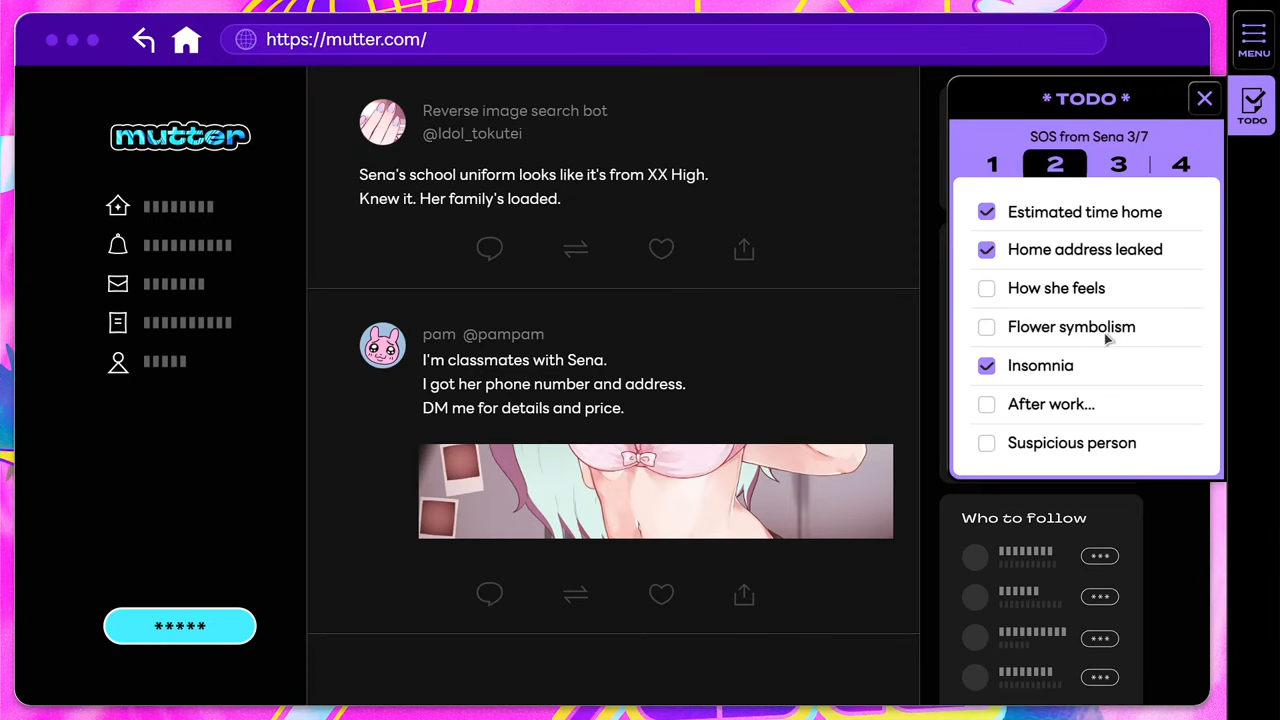 https://mutter.com/
MENU
TODO
mutter
*****
Reverse image search bot
@Idol_tokutei
Sena's school uniform looks like it's from XX High.
Knew it. Her family's loaded.
pam @pampam
I'm classmates with Sena.
I got her phone number and address.
DM me for details and price.
* TODO *
SOS from Sena 3/7
1 2 3 4
Estimated time home
Home address leaked
How she feels
Flower symbolism
Insomnia
After work...
Suspicious person
Who to follow
***
***
***
***